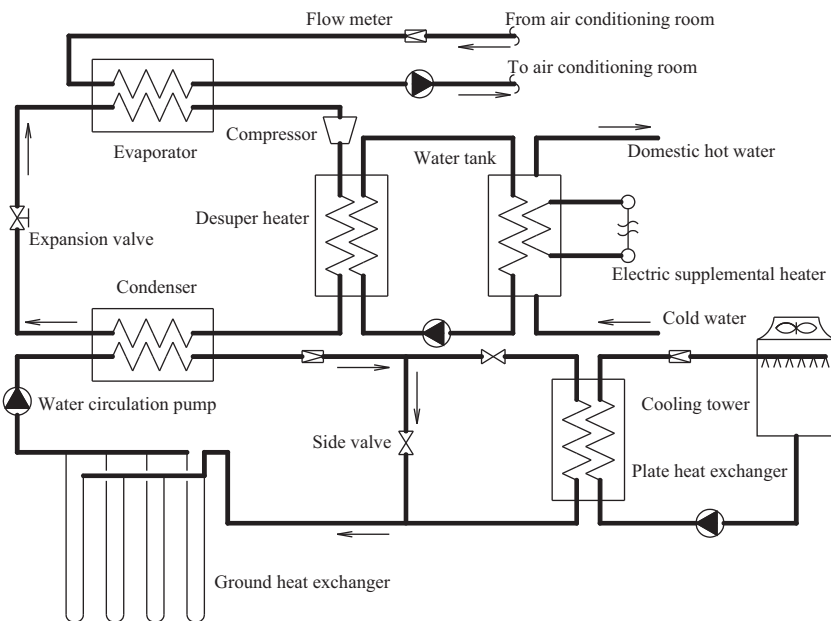 Flow meter
From air conditioning room
To air conditioning room
Compressor
Evaporator
Water tank
Domestic hot water
Desuper heater
Expansion valve
Electric supplemental heater
Condenser
Cold water
Water circulation pump
Cooling tower
Side valve
Plate heat exchanger
Ground heat exchanger